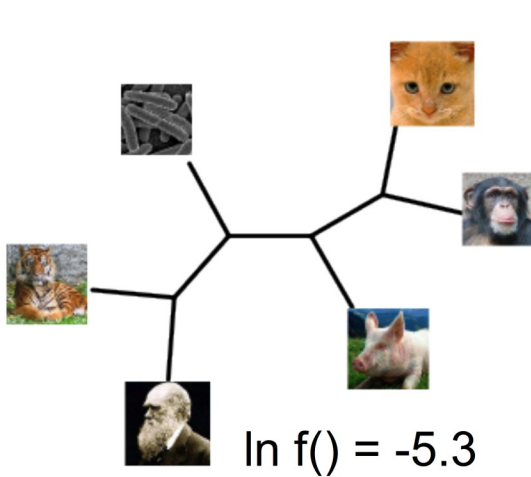 ln f() = -5.3